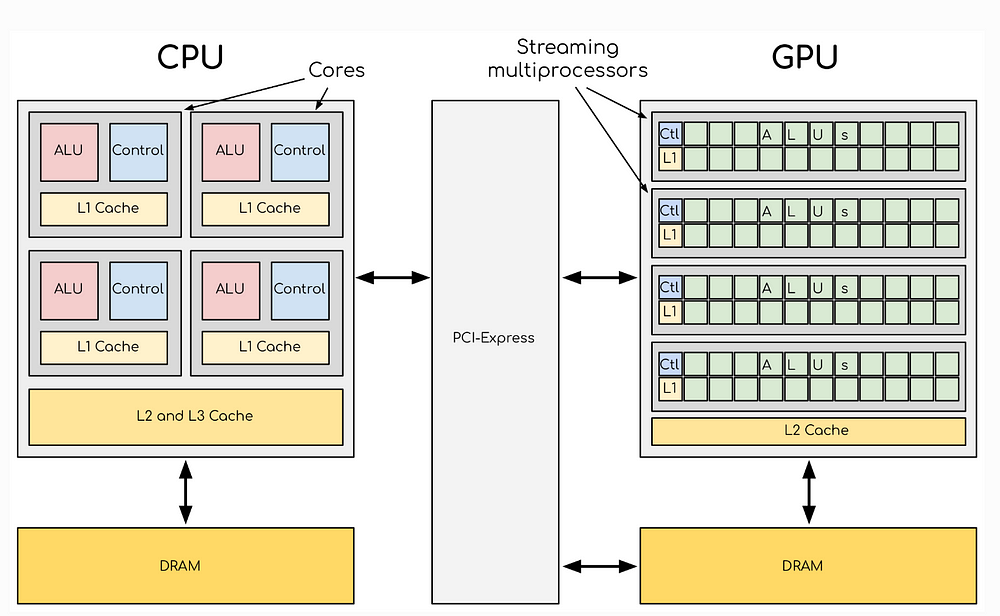 CPU
Cores
Streaming
multiprocessors
GPU
ALU
Control
ALU
Control
L1 Cache
L1 Cache
ALU
Control
ALU
Control
L1 Cache
L1 Cache
L2 and L3 Cache
DRAM
PCI-Express
Ctl A L U s
L1
Ctl A L U s
L1
Ctl A L U s
L1
Ctl A L U s
L1
L2 Cache
DRAM